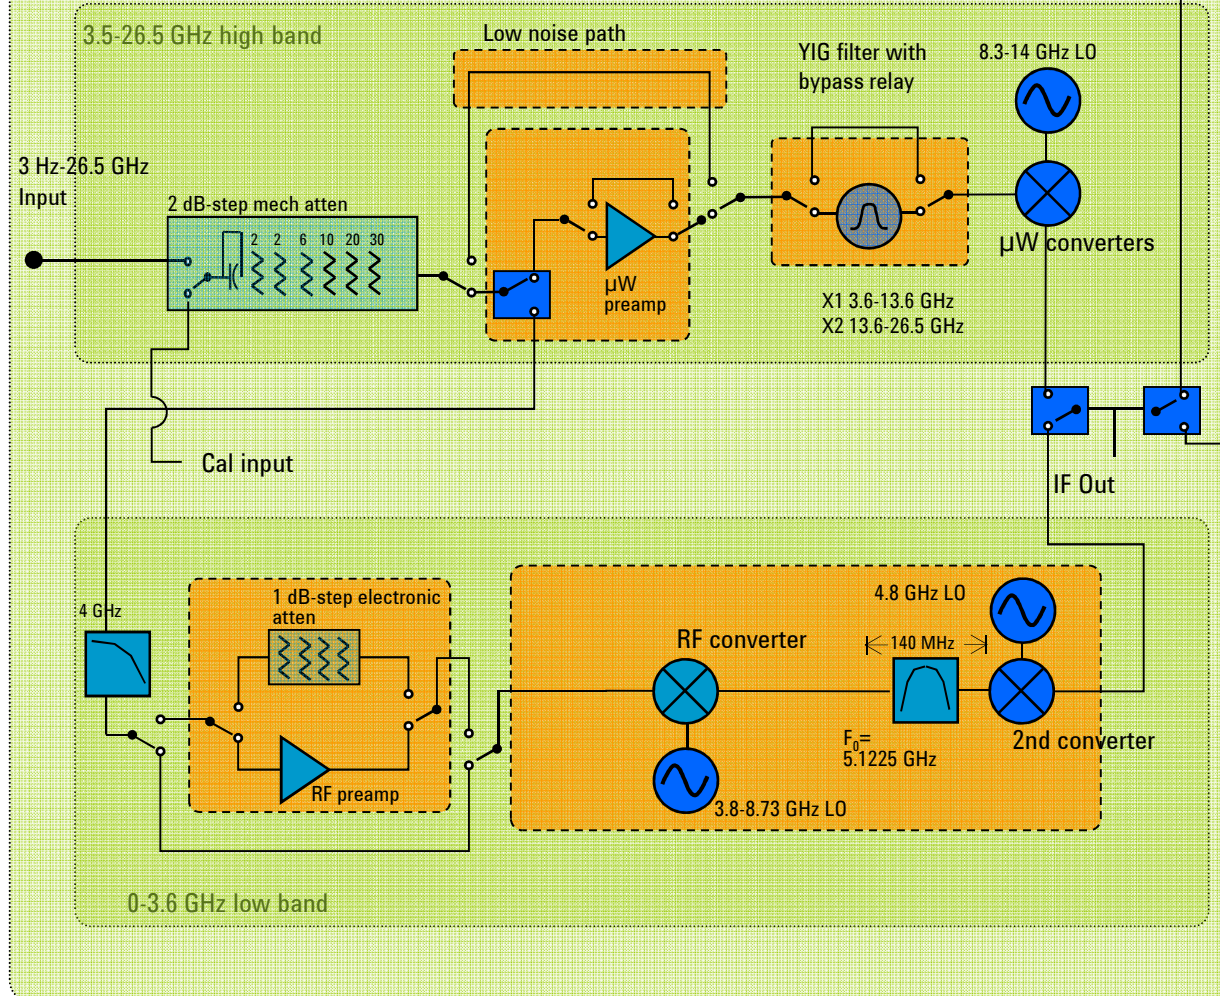 3.5-26.5 GHz high band
Low noise path
YIG filter with
bypass relay
8.3-14 GHz LO
3 Hz-26.5 GHz
Input
2 dB-step mech atten
2 2 6 10 20 30
µW
preamp
µW converters
X1 3.6-13.6 GHz
X2 13.6-26.5 GHz
Cal input
IF Out
4 GHz
1 dB-step electronic
atten
RF preamp
RF converter
3.8-8.73 GHz LO
4.8 GHz LO
140 MHz
F0=
5.1225 GHz
2nd converter
0-3.6 GHz low band